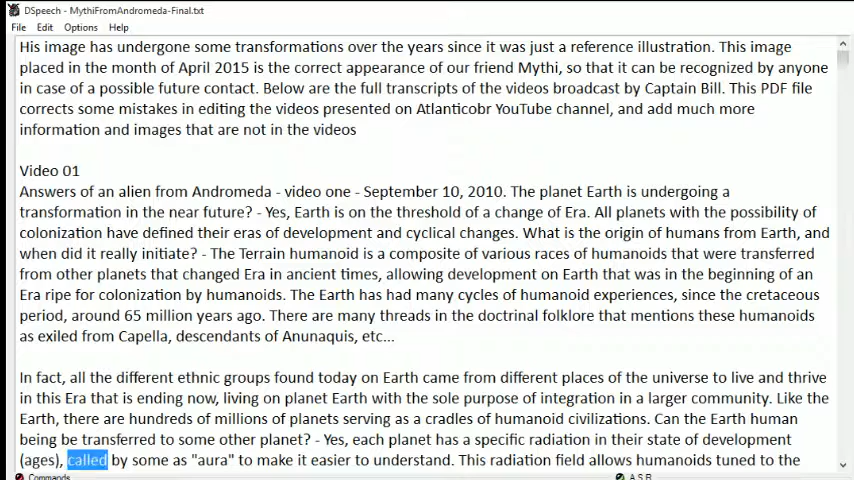 DSpeech - MythiFromAndromeda-Final.txt
File Edit Options Help
His image has undergone some transformations over the years since it was just a reference illustration. This image
placed in the month of April 2015 is the correct appearance of our friend Mythi, so that it can be recognized by anyone
in case of a possible future contact. Below are the full transcripts of the videos broadcast by Captain Bill. This PDF file
corrects some mistakes in editing the videos presented on Atlanticobr YouTube channel, and add much more
information and images that are not in the videos
Video 01
Answers of an alien from Andromeda - video one - September 10, 2010. The planet Earth is undergoing a
transformation in the near future? - Yes, Earth is on the threshold of a change of Era. All planets with the possibility of
colonization have defined their eras of development and cyclical changes. What is the origin of humans from Earth, and
when did it really initiate? - The Terrain humanoid is a composite of various races of humanoids that were transferred
from other planets that changed Era in ancient times, allowing development on Earth that was in the beginning of an
Era ripe for colonization by humanoids. The Earth has had many cycles of humanoid experiences, since the cretaceous
period, around 65 million years ago. There are many threads in the doctrinal folklore that mentions these humanoids
as exiled from Capella, descendants of Anunaquis, etc...
In fact, all the different ethnic groups found today on Earth came from different places of the universe to live and thrive
in this Era that is ending now, living on planet Earth with the sole purpose of integration in a larger community. Like the
Earth, there are hundreds of millions of planets serving as a cradles of humanoid civilizations. Can the Earth human
being be transferred to some other planet? - Yes, each planet has a specific radiation in their state of development
(ages), called by some as "aura" to make it easier to understand. This radiation field allows humanoids tuned to the
Commands A.S.R.